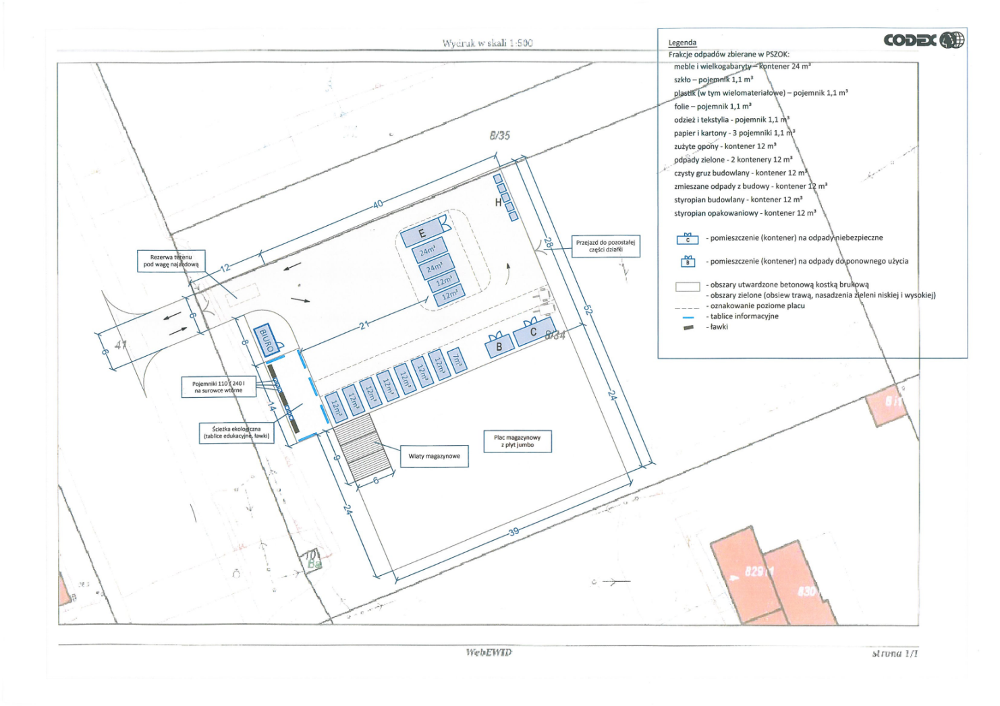 Wydruk w skali 1:500
CODEX
Legenda
Frakcje odpadów zbierane w PSZOK:
meble i wielkogabaryty – kontener 24 m³
szkło – pojemnik 1,1 m³
plastik (w tym wielomateriałowe) – pojemnik 1,1 m³
folie – pojemnik 1,1 m³
odzież i tekstylia - pojemnik 1,1 m³
papier i kartony - 3 pojemniki 1,1 m³
zużyte opony - kontener 12 m³
odpady zielone - 2 kontenery 12 m³
czysty gruz budowlany - kontener 12 m³
zmieszane odpady z budowy - kontener 12 m³
styropian budowlany - kontener 12 m³
styropian opakowaniowy - kontener 12 m³
C - pomieszczenie (kontener) na odpady niebezpieczne
B - pomieszczenie (kontener) na odpady do ponownego użycia
- obszary utwardzone betonową kostką brukową
- obszary zielone (obsiew trawą, nasadzenia zieleni niskiej i wysokiej)
- oznakowanie poziome placu
- tablice informacyjne
- ławki
8/35
40
H
E
28
24m³
24m³
12m³
12m³
Przejazd do pozostałej
części działki
Rezerwa terenu
pod wagę najazdową
12
6
6
41
21
52
8
BIURO
C
B
8/34
7m³
12m³
12m³
12m³
12m³
12m³
12m³
12m³
Pojemniki 110 / 240 l
na surowce wtórne
14
24
8/1
Ścieżka ekologiczna
(tablice edukacyjne, ławki)
Plac magazynowy
z płyt jumbo
Wiaty magazynowe
9
6
24
39
Ba
829/1
830
WebEWID
strona 1/1